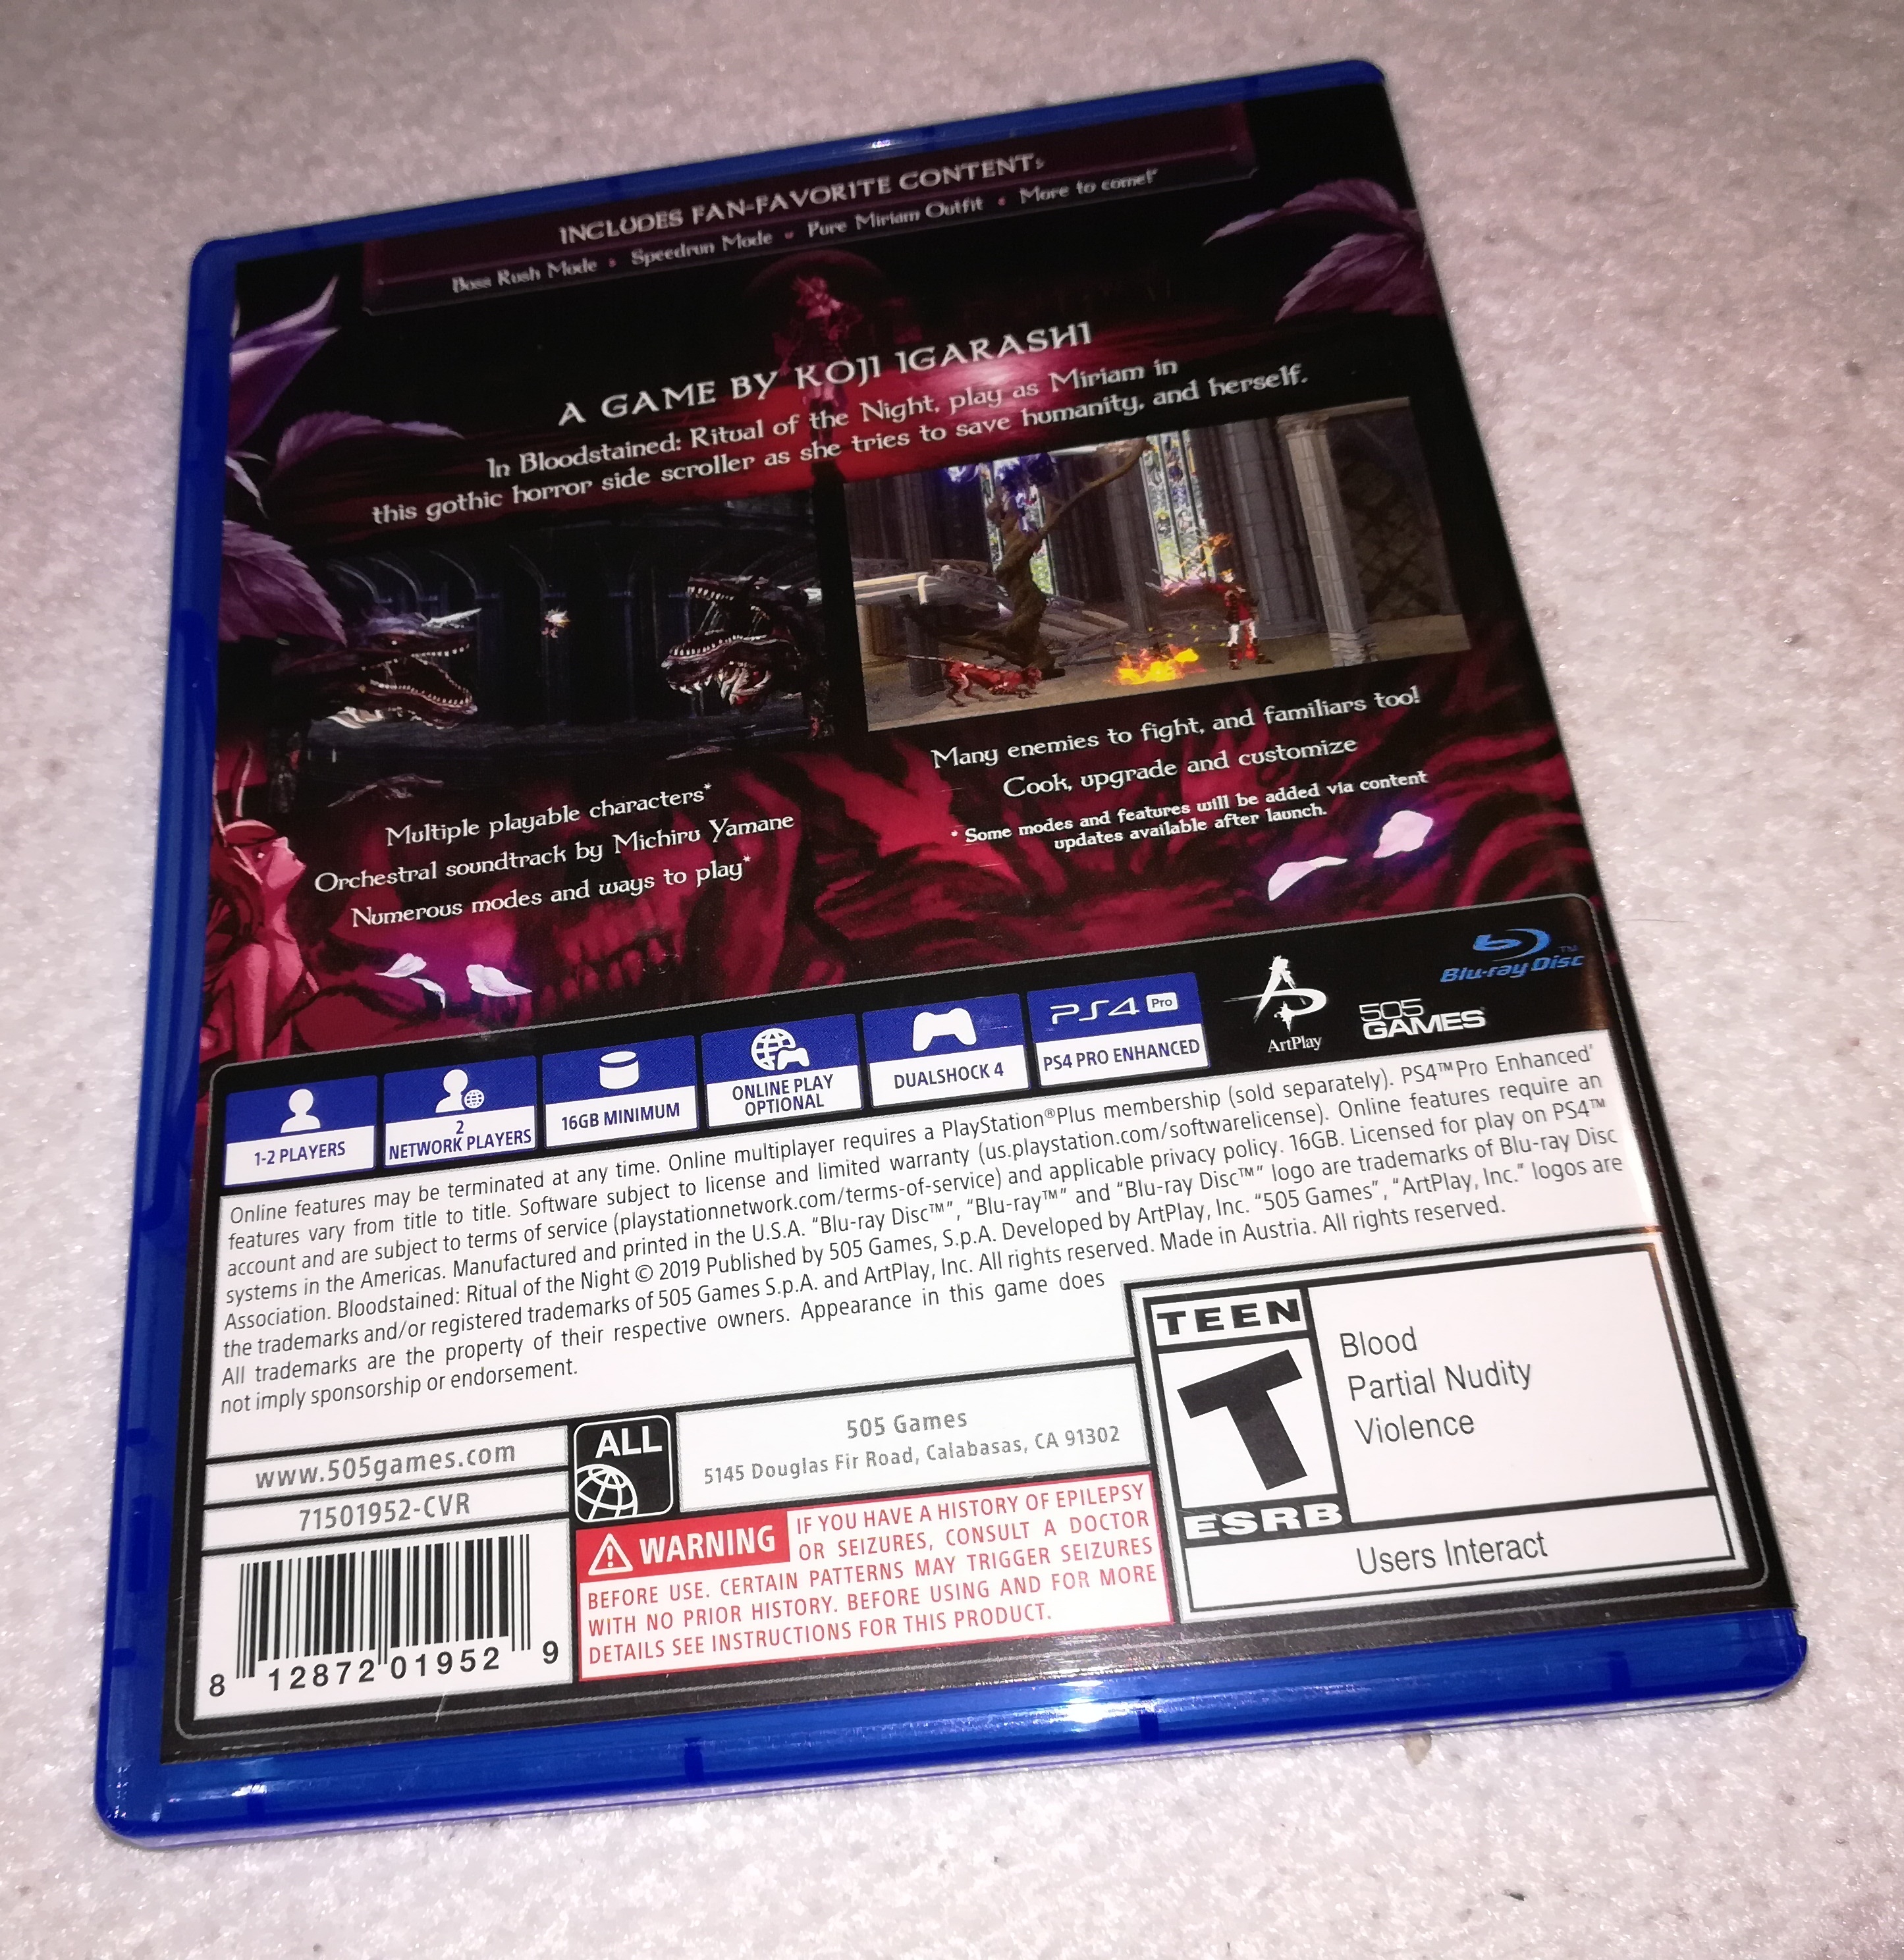 INCLUDES FAN-FAVORITE CONTENT:
Boss Rush Mode • Speedrun Mode • Pure Miriam Outfit • More to come!
A GAME BY KOJI IGARASHI
In Bloodstained: Ritual of the Night, play as Miriam in
this gothic horror side scroller as she tries to save humanity, and herself.
Multiple playable characters*
Orchestral soundtrack by Michiru Yamane
Numerous modes and ways to play*
Many enemies to fight, and familiars too!
Cook, upgrade and customize
* Some modes and features will be added via content
updates available after launch.
1-2 PLAYERS
2
NETWORK PLAYERS
16GB MINIMUM
ONLINE PLAY
OPTIONAL
DUALSHOCK 4
PS4 Pro
PS4 PRO ENHANCED
ArtPlay
505
GAMES
Blu-ray Disc™
Online features may be terminated at any time. Online multiplayer requires a PlayStation®Plus membership (sold separately). PS4™Pro Enhanced'
features vary from title to title. Software subject to license and limited warranty (us.playstation.com/softwarelicense). Online features require an
account and are subject to terms of service (playstationnetwork.com/terms-of-service) and applicable privacy policy. 16GB. Licensed for play on PS4™
systems in the Americas. Manufactured and printed in the U.S.A. “Blu-ray Disc™”, “Blu-ray™” and “Blu-ray Disc™” logo are trademarks of Blu-ray Disc
Association. Bloodstained: Ritual of the Night © 2019 Published by 505 Games, S.p.A. Developed by ArtPlay, Inc. “505 Games”, “ArtPlay, Inc.” logos are
the trademarks and/or registered trademarks of 505 Games S.p.A. and ArtPlay, Inc. All rights reserved. Made in Austria. All rights reserved.
All trademarks are the property of their respective owners. Appearance in this game does
not imply sponsorship or endorsement.
www.505games.com
71501952-CVR
8 12872 01952 9
ALL
505 Games
5145 Douglas Fir Road, Calabasas, CA 91302
WARNING IF YOU HAVE A HISTORY OF EPILEPSY
OR SEIZURES, CONSULT A DOCTOR
BEFORE USE. CERTAIN PATTERNS MAY TRIGGER SEIZURES
WITH NO PRIOR HISTORY. BEFORE USING AND FOR MORE
DETAILS SEE INSTRUCTIONS FOR THIS PRODUCT.
TEEN
T
ESRB
Blood
Partial Nudity
Violence
Users Interact